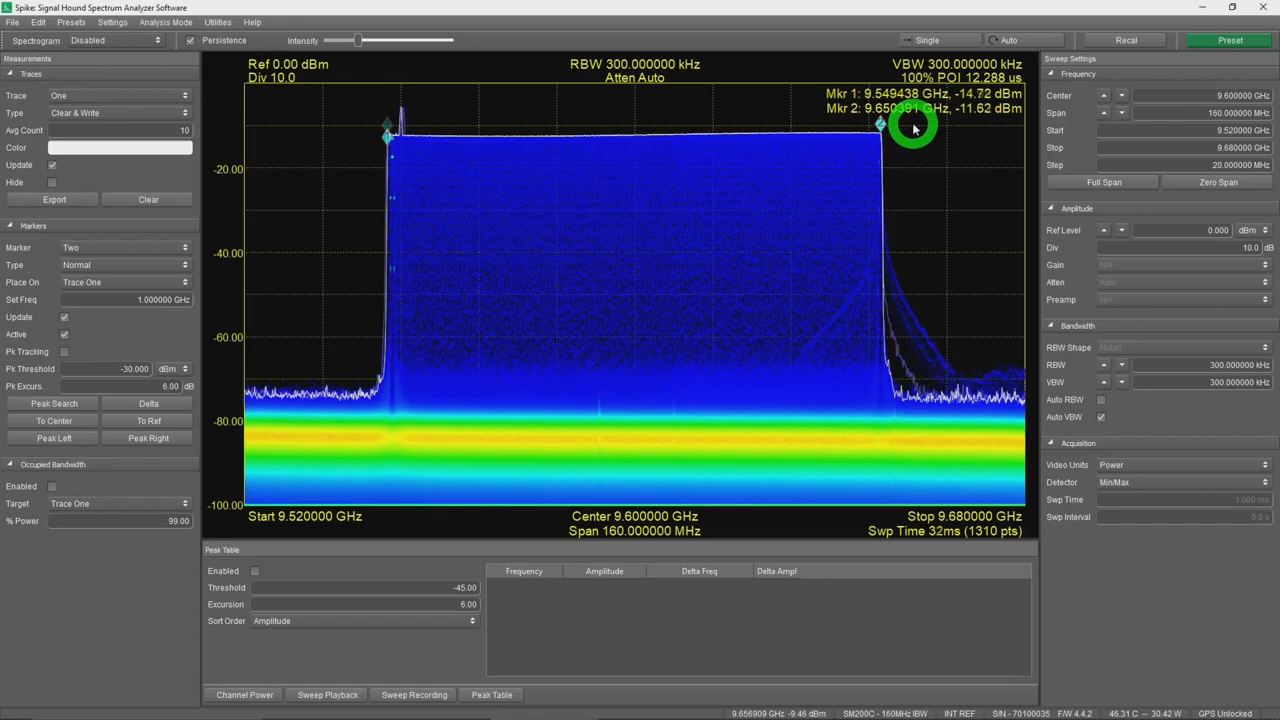 Spike: Signal Hound Spectrum Analyzer Software
File Edit Presets Settings Analysis Mode Utilities Help
Spectrogram Disabled Persistence Intensity Single Auto Recal Preset
Measurements
Traces
Trace One
Type Clear & Write
Avg Count 10
Color
Update
Hide
Export Clear
Markers
Marker Two
Type Normal
Place On Trace One
Set Freq 1.000000 GHz
Update
Active
Pk Tracking
Pk Threshold -30.000 dBm
Pk Excurs. 6.00 dB
Peak Search Delta
To Center To Ref
Peak Left Peak Right
Occupied Bandwidth
Enabled
Target Trace One
% Power 99.00
Ref 0.00 dBm RBW 300.000000 kHz VBW 300.000000 kHz
Div 10.0 Atten Auto 100% POI 12.288 us
Mkr 1: 9.549438 GHz, -14.72 dBm
Mkr 2: 9.650391 GHz, -11.62 dBm
-20.00
-40.00
-60.00
-80.00
-100.00
Start 9.520000 GHz Center 9.600000 GHz Stop 9.680000 GHz
Span 160.000000 MHz Swp Time 32ms (1310 pts)
Peak Table
Enabled
Threshold -45.00
Excursion 6.00
Sort Order Amplitude
Frequency Amplitude Delta Freq Delta Ampl
Channel Power Sweep Playback Sweep Recording Peak Table
Sweep Settings
Frequency
Center 9.600000 GHz
Span 160.000000 MHz
Start 9.520000 GHz
Stop 9.680000 GHz
Step 20.000000 MHz
Full Span Zero Span
Amplitude
Ref Level 0.000 dBm
Div 10.0 dB
Gain N/A
Atten Auto
Preamp N/A
Bandwidth
RBW Shape Nutall
RBW 300.000000 kHz
VBW 300.000000 kHz
Auto RBW
Auto VBW
Acquisition
Video Units Power
Detector Min/Max
Swp Time 1.000 ms
Swp Interval 0.0 s
9.656909 GHz -9.46 dBm SM200C - 160MHz IBW INT REF S/N - 70100035 F/W 4.4.2 46.31 C -- 30.42 W GPS Unlocked